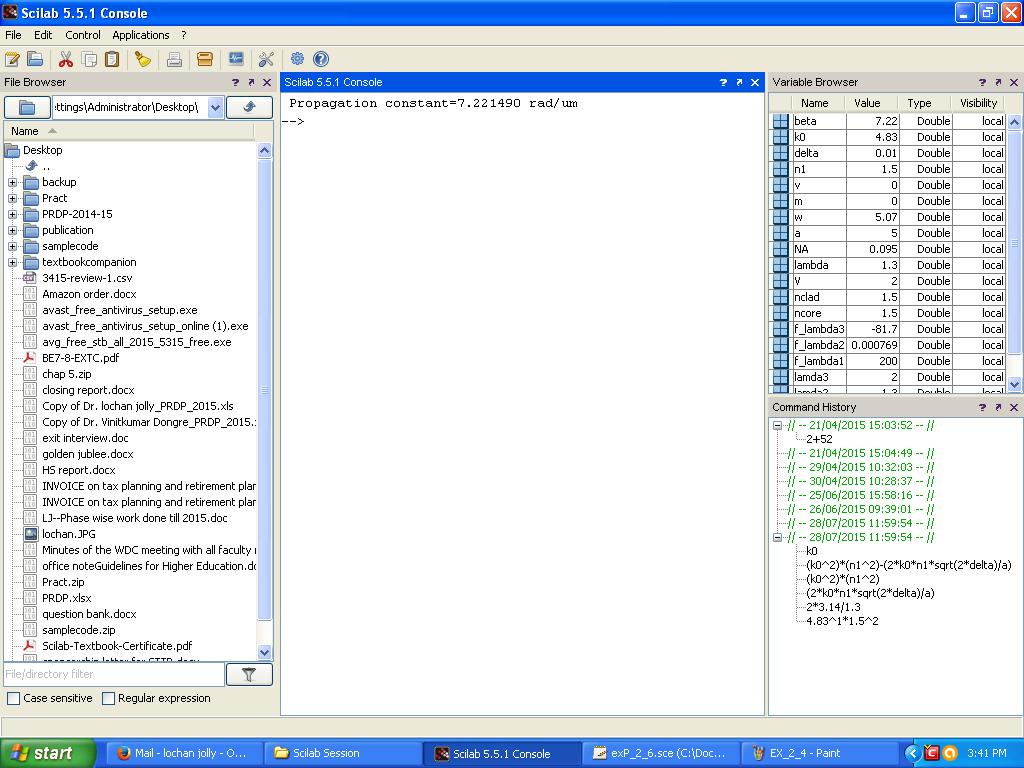 Scilab 5.5.1 Console
File Edit Control Applications ?
File Browser
:ttings\Administrator\Desktop\
Name
Desktop
..
backup
Pract
PRDP-2014-15
publication
samplecode
textbookcompanion
3415-review-1.csv
Amazon order.docx
avast_free_antivirus_setup.exe
avast_free_antivirus_setup_online (1).exe
avg_free_stb_all_2015_5315_free.exe
BE7-8-EXTC.pdf
chap 5.zip
closing report.docx
Copy of Dr. lochan jolly_PRDP_2015.xls
Copy of Dr. Vinitkumar Dongre_PRDP_2015.
exit interview.doc
golden jublee.docx
HS report.docx
INVOICE on tax planning and retirement plar
INVOICE on tax planning and retirement plar
LJ--Phase wise work done till 2015.doc
lochan.JPG
Minutes of the WDC meeting with all faculty
office noteGuidelines for Higher Education.do
Pract.zip
PRDP.xlsx
question bank.docx
samplecode.zip
Scilab-Textbook-Certificate.pdf
File/directory filter
Case sensitive Regular expression
Scilab 5.5.1 Console
Propagation constant=7.221490 rad/um
-->
Variable Browser
Name Value Type Visibility
beta 7.22 Double local
k0 4.83 Double local
delta 0.01 Double local
n1 1.5 Double local
v 0 Double local
m 0 Double local
w 5.07 Double local
a 5 Double local
NA 0.095 Double local
lambda 1.3 Double local
V 2 Double local
nclad 1.5 Double local
ncore 1.5 Double local
f_lambda3 -81.7 Double local
f_lambda2 0.000769 Double local
f_lambda1 200 Double local
lamda3 2 Double local
Command History
// -- 21/04/2015 15:03:52 -- //
2+52
// -- 21/04/2015 15:04:49 -- //
// -- 29/04/2015 10:32:03 -- //
// -- 30/04/2015 10:28:37 -- //
// -- 25/06/2015 15:58:16 -- //
// -- 26/06/2015 09:39:01 -- //
// -- 28/07/2015 11:59:54 -- //
// -- 28/07/2015 11:59:54 -- //
k0
(k0^2)*(n1^2)-(2*k0*n1*sqrt(2*delta)/a)
(k0^2)*(n1^2)
(2*k0*n1*sqrt(2*delta)/a)
2*3.14/1.3
4.83^1*1.5^2
start
Mail - lochan jolly - O...
Scilab Session
Scilab 5.5.1 Console
exP_2_6.sce (C:\Doc...
EX_2_4 - Paint
3:41 PM